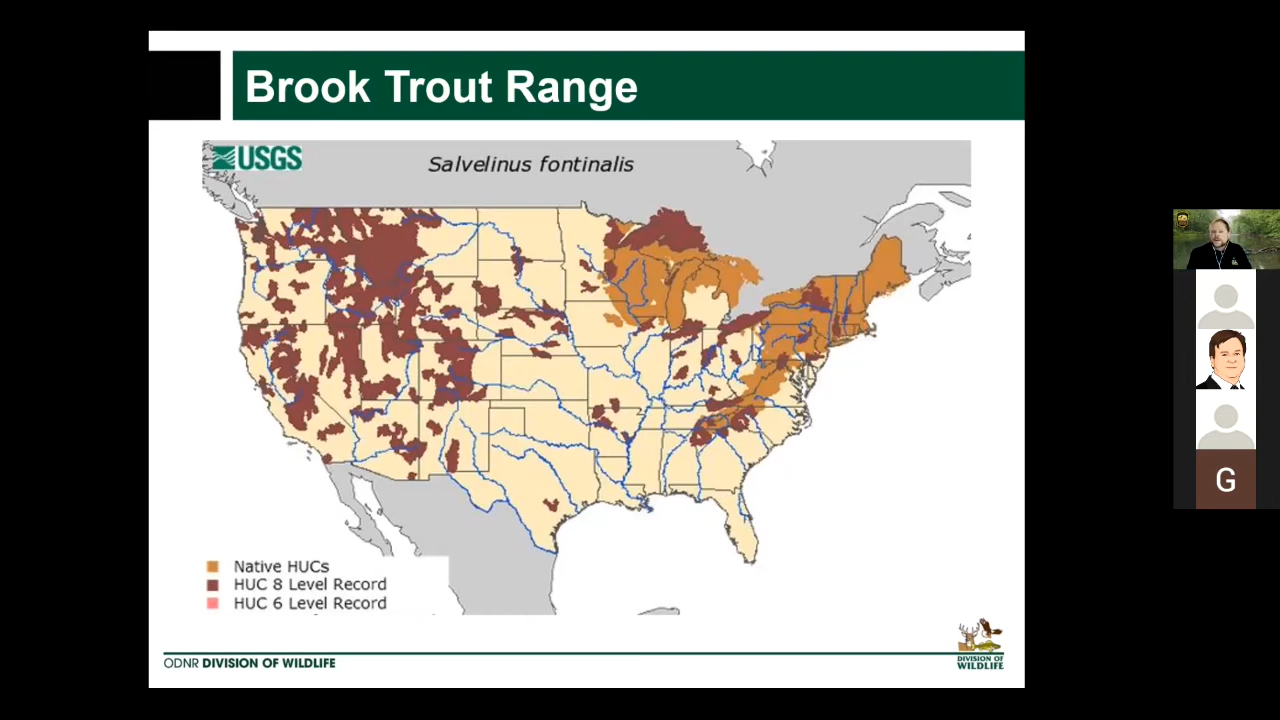 Brook Trout Range
USGS
Salvelinus fontinalis
Native HUCs
HUC 8 Level Record
HUC 6 Level Record
ODNR DIVISION OF WILDLIFE
DIVISION OF
WILDLIFE
G